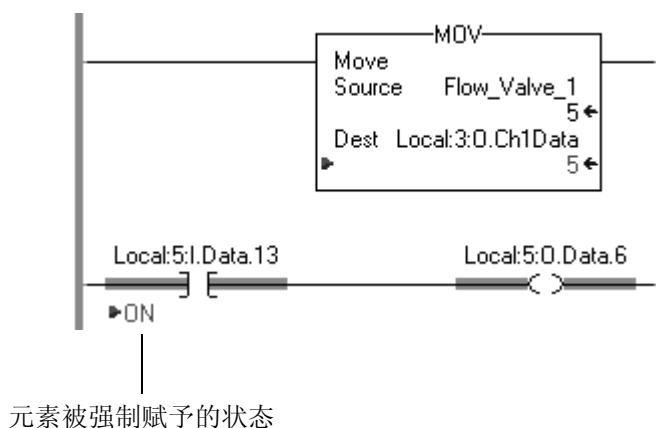 MOV
Move
Source Flow_Valve_1
5
Dest Local:3:O.Ch1Data
5
Local:5:I.Data.13 Local:5:O.Data.6
ON
元素被强制赋予的状态